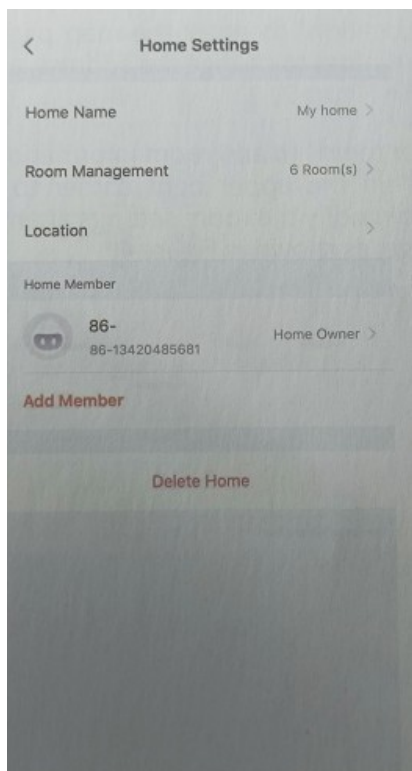 Home Settings
Home Name My home
Room Management 6 Room(s)
Location
Home Member
86-
86-13420485681 Home Owner
Add Member
Delete Home